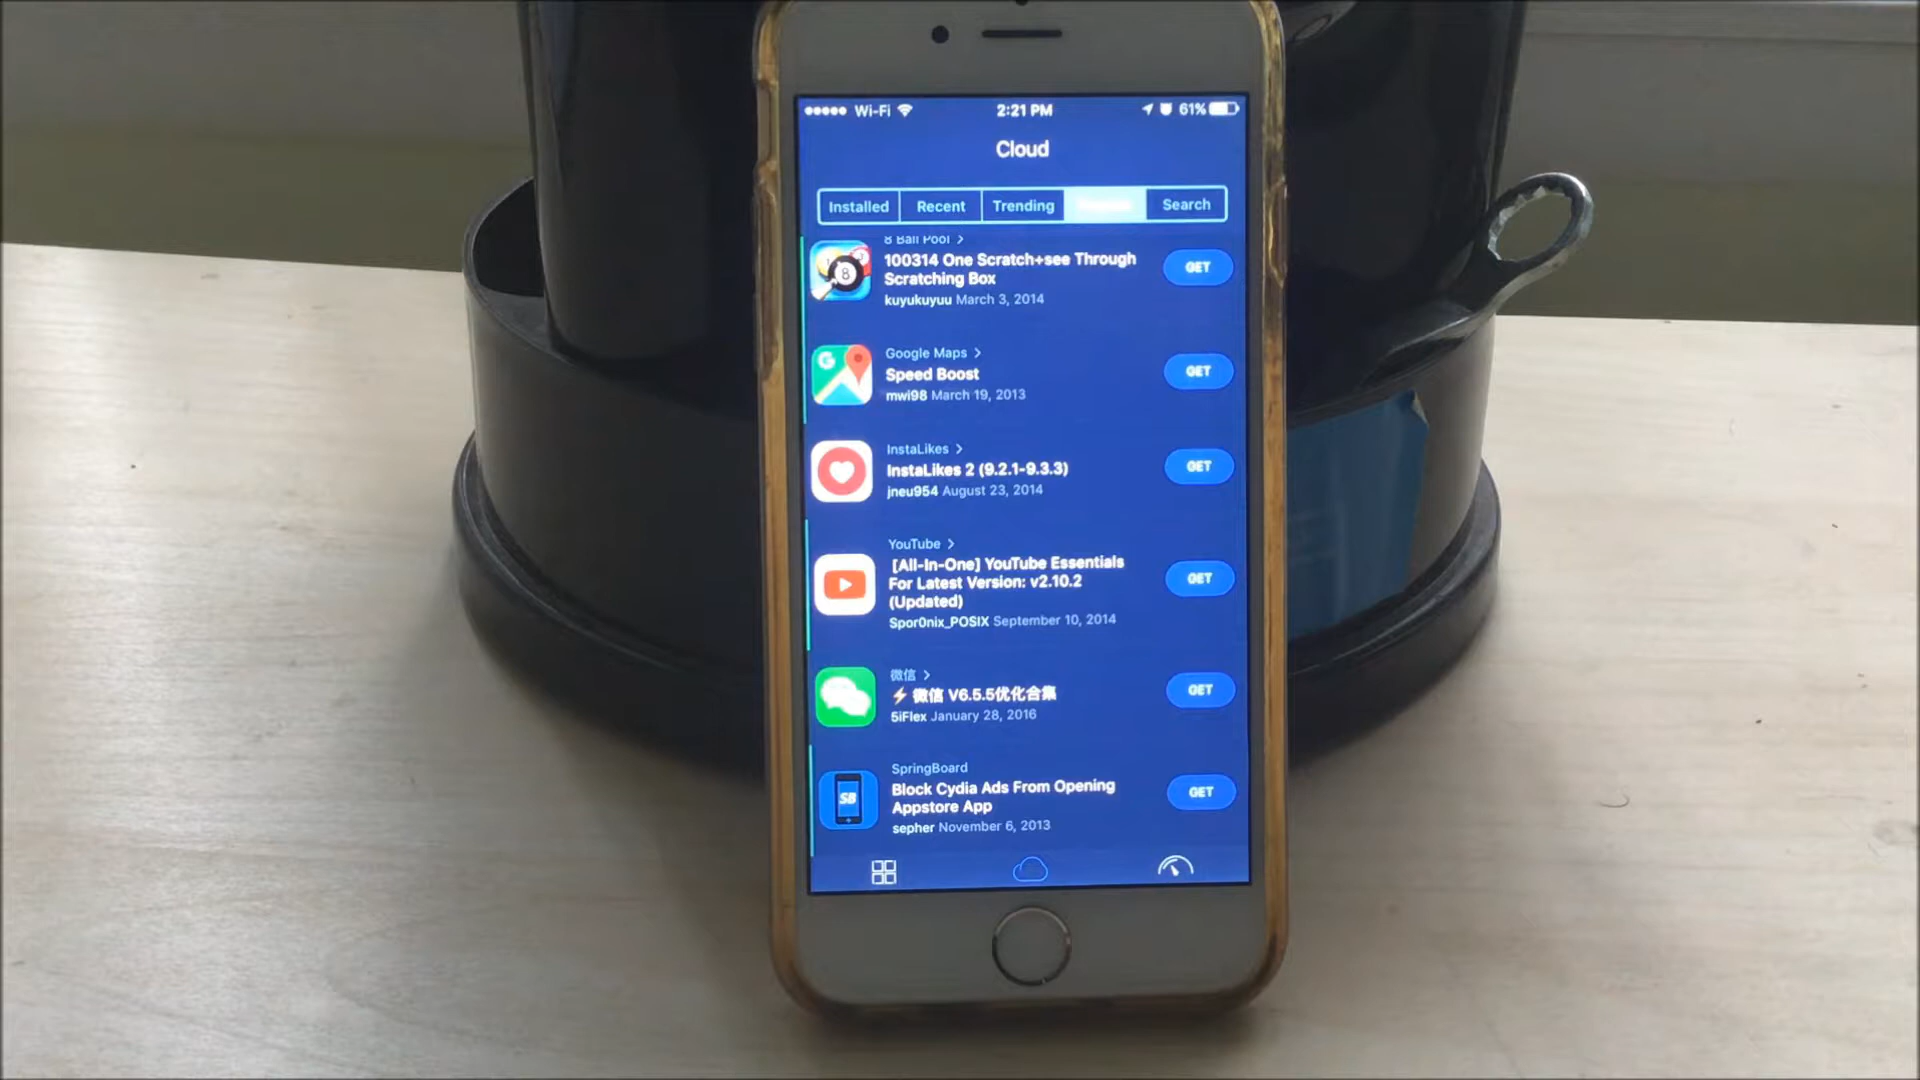 Wi-Fi 2:21 PM 61%
Cloud
Installed Recent Trending Search
8 Ball Pool >
100314 One Scratch+see Through
Scratching Box
GET
kuyukuyuu March 3, 2014
Google Maps >
Speed Boost
GET
mwi98 March 19, 2013
InstaLikes >
InstaLikes 2 (9.2.1-9.3.3)
GET
jneu954 August 23, 2014
YouTube >
[All-In-One] YouTube Essentials
For Latest Version: v2.10.2
(Updated)
GET
Spor0nix_POSIX September 10, 2014
微信 >
⚡ 微信 V6.5.5优化合集
GET
5iFlex January 28, 2016
SpringBoard
Block Cydia Ads From Opening
Appstore App
GET
sepher November 6, 2013
8
G
SB